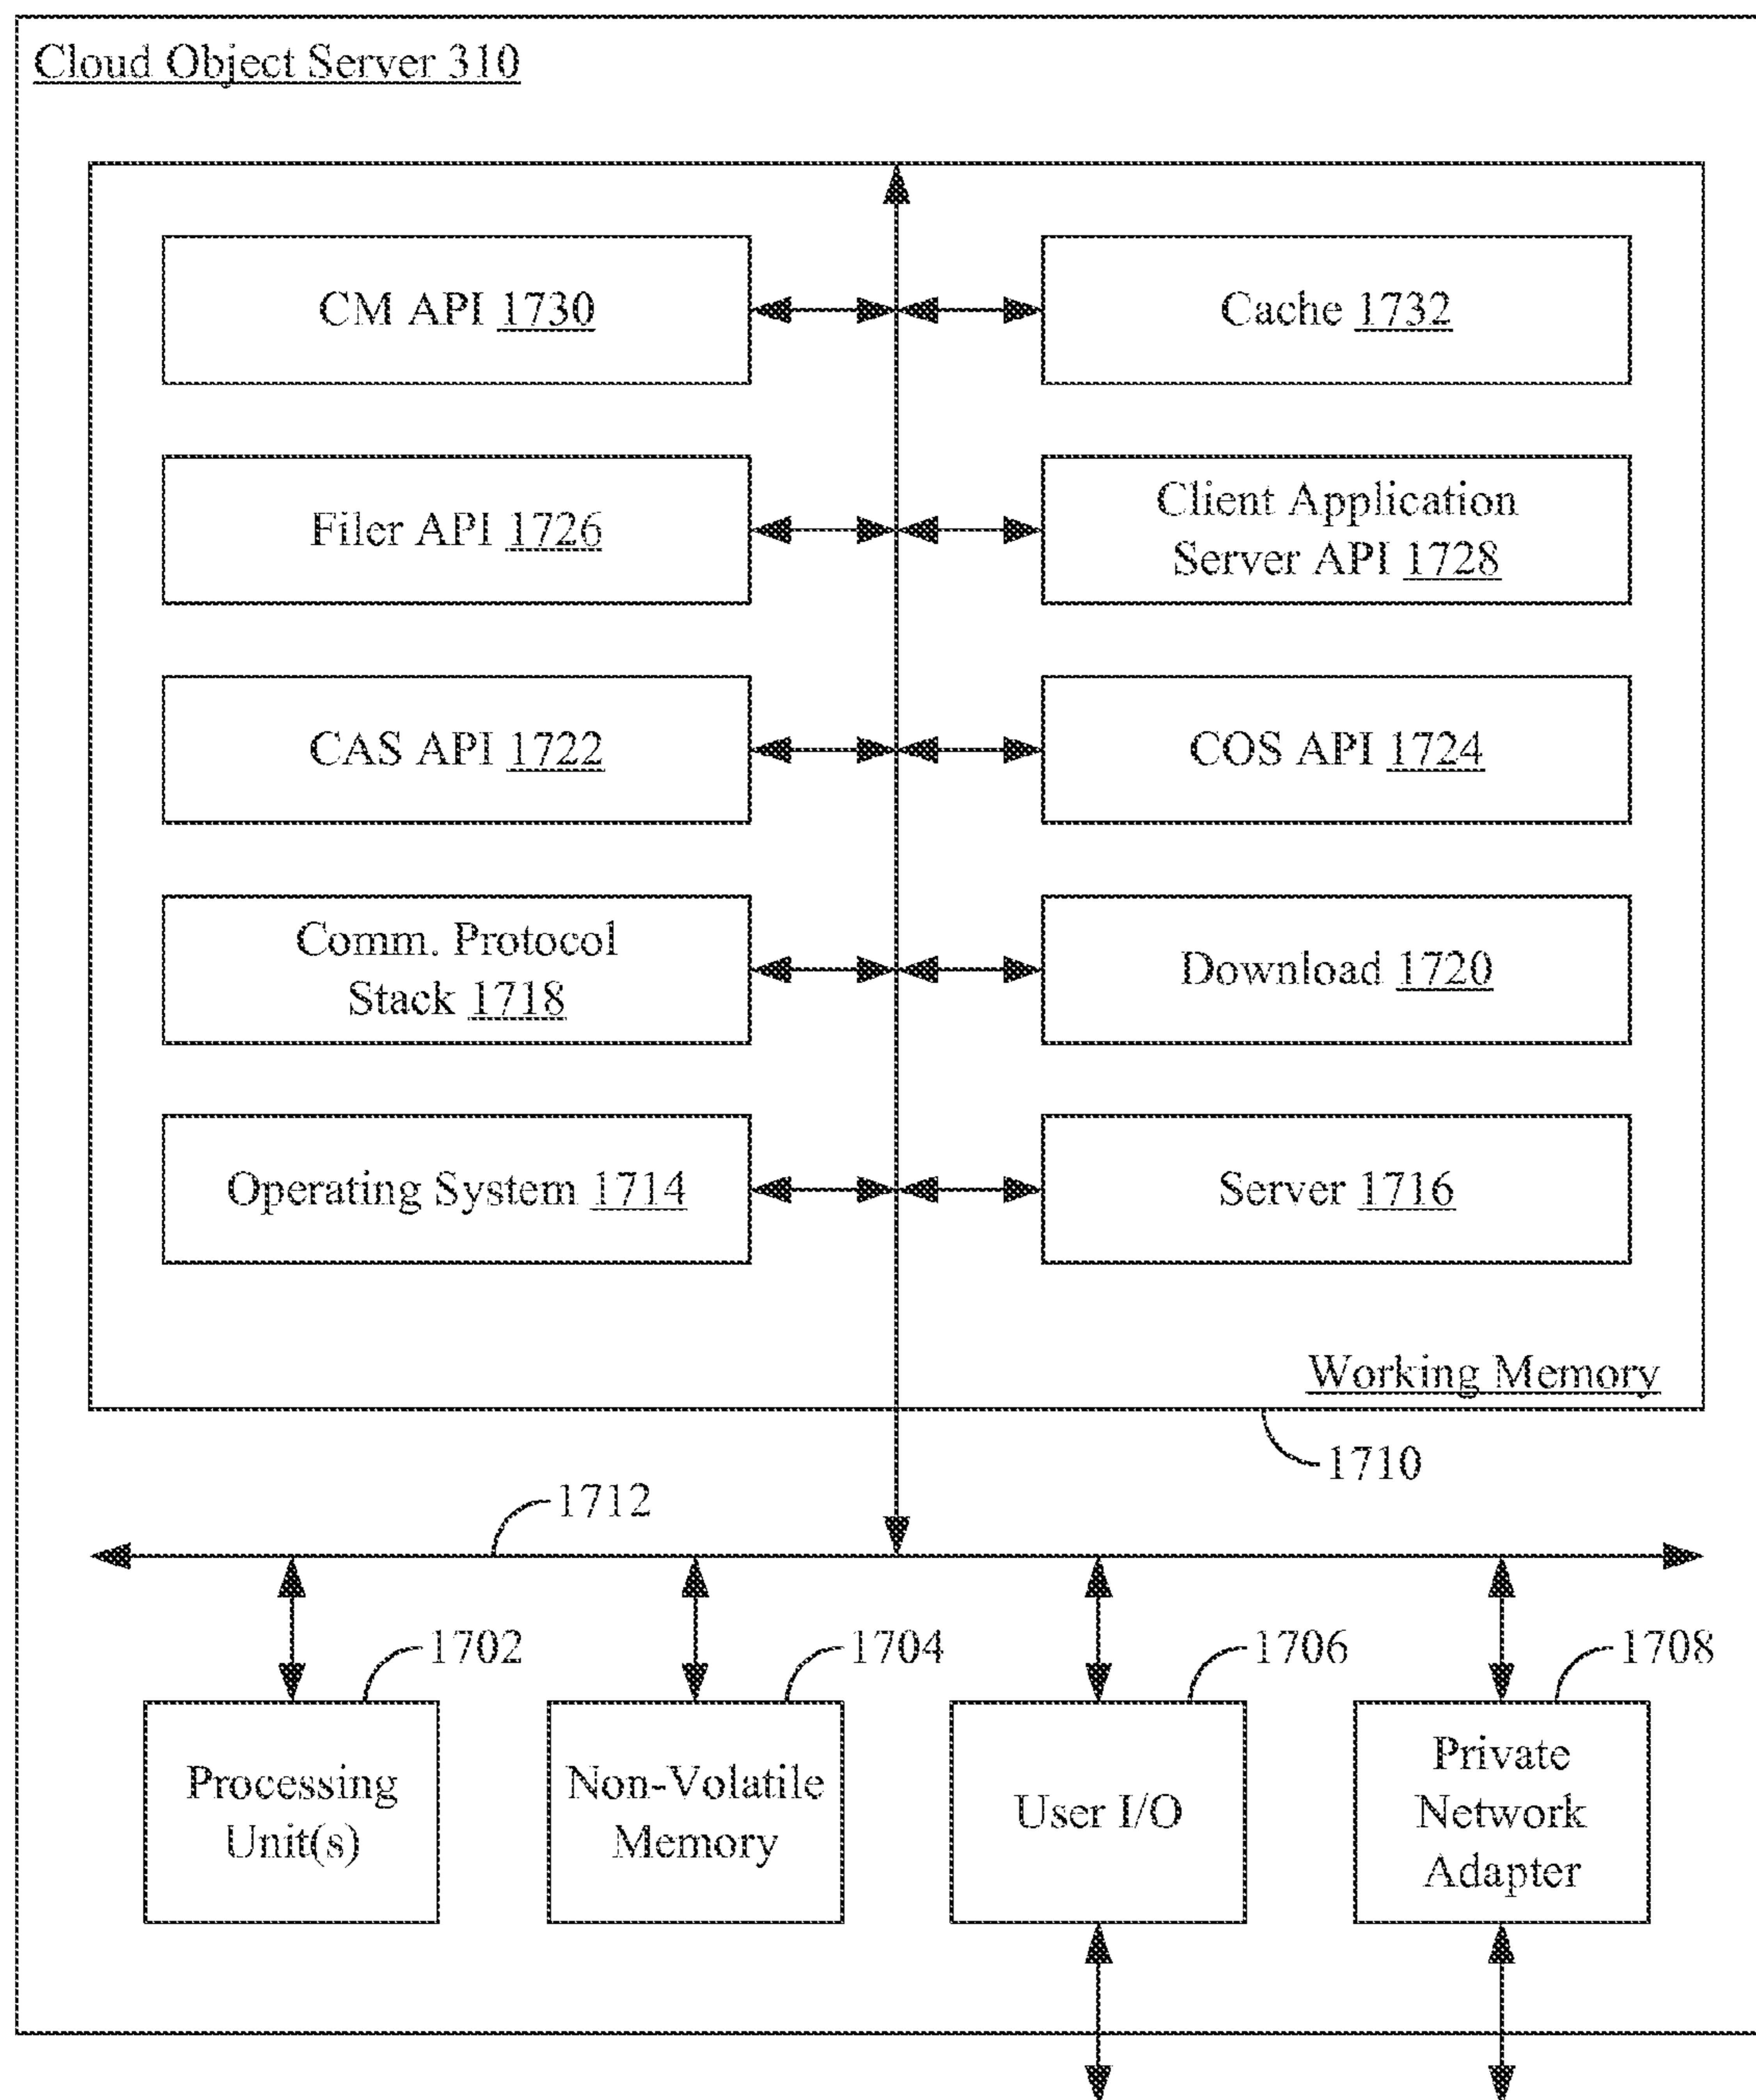 Cloud Object Server 310
CM API 1730
Cache 1732
Filer API 1726
Client Application
Server API 1728
CAS API 1722
COS API 1724
Comm. Protocol
Stack 1718
Download 1720
Operating System 1714
Server 1716
Working Memory
1710
1712
1702
1704
1706
1708
Processing
Unit(s)
Non-Volatile
Memory
User I/O
Private
Network
Adapter